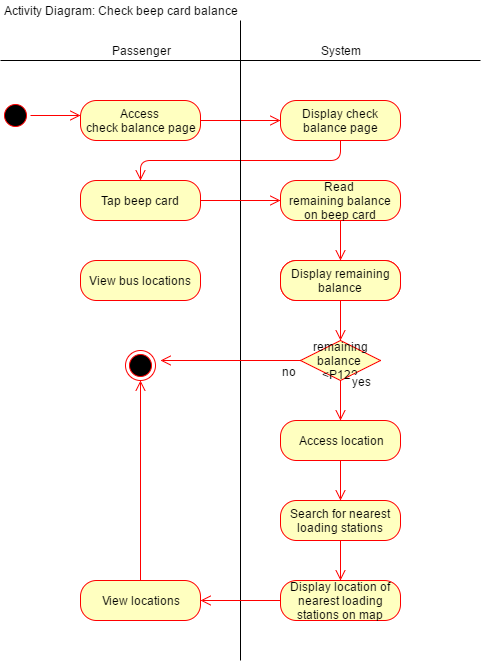 Activity Diagram: Check beep card balance
Passenger
System
Access
check balance page
Display check
balance page
Tap beep card
Read
remaining balance
on beep card
View bus locations
Display remaining
balance
remaining
balance
<P12?
no
yes
Access location
Search for nearest
loading stations
View locations
Display location of
nearest loading
stations on map